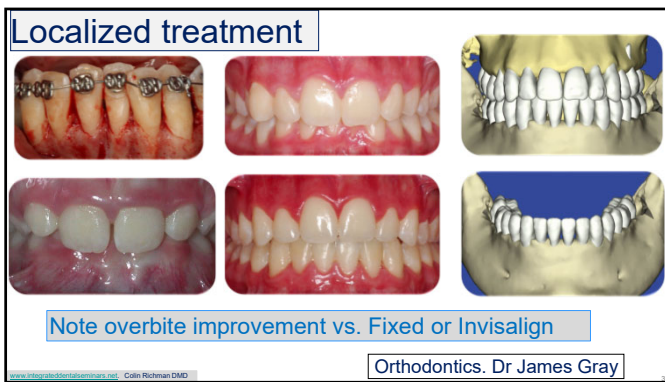 Localized treatment
Note overbite improvement vs. Fixed or Invisalign
Orthodontics. Dr James Gray
www.integrateddentalseminars.net. Colin Richman DMD